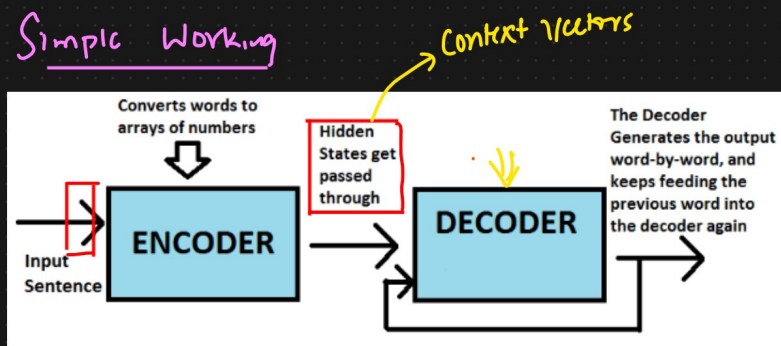 Simple Working
Context Vectors
Converts words to
arrays of numbers
Hidden
States get
passed
through
The Decoder
Generates the output
word-by-word, and
keeps feeding the
previous word into
the decoder again
Input
Sentence
ENCODER
DECODER